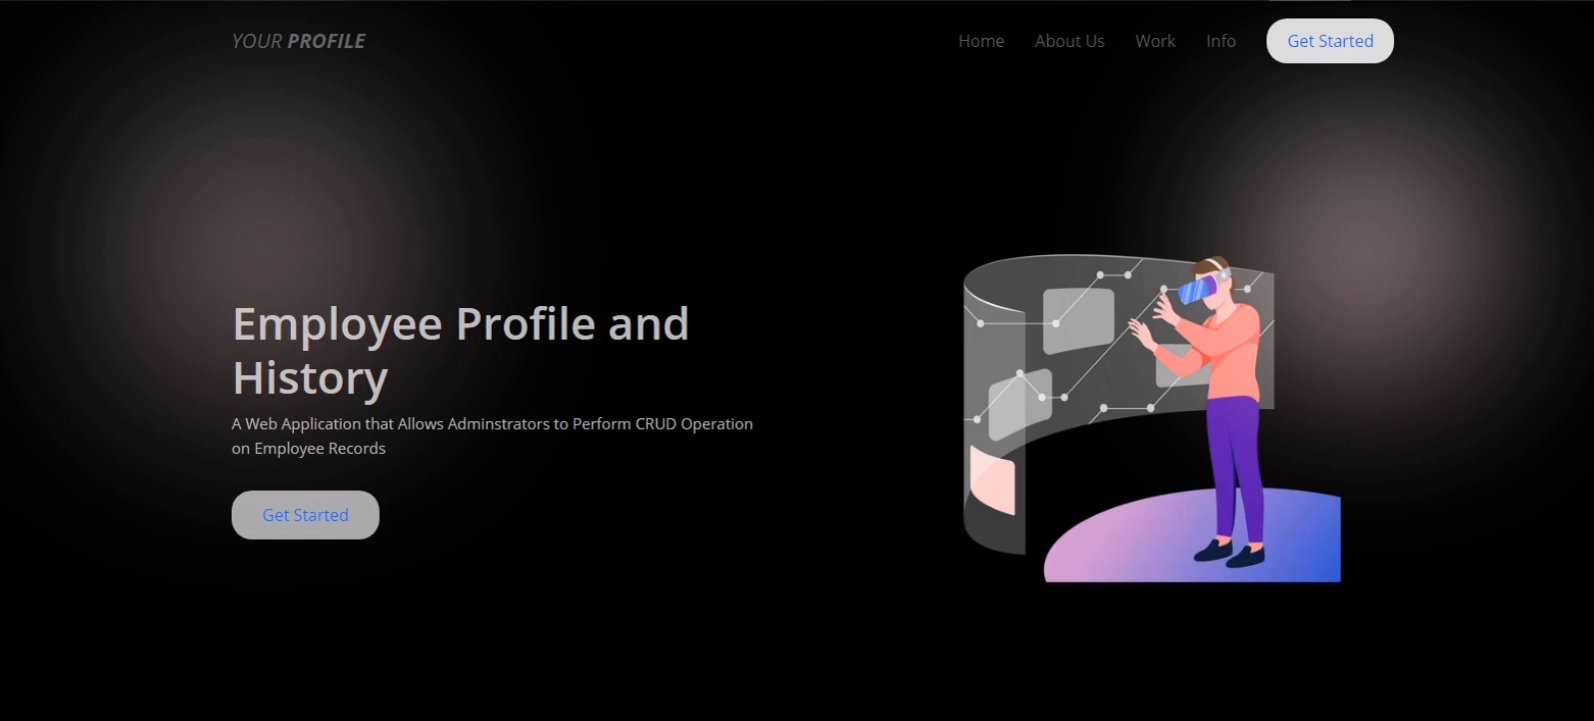 YOUR PROFILE
Home About Us Work Info Get Started
Employee Profile and
History
A Web Application that Allows Adminstrators to Perform CRUD Operation
on Employee Records
Get Started